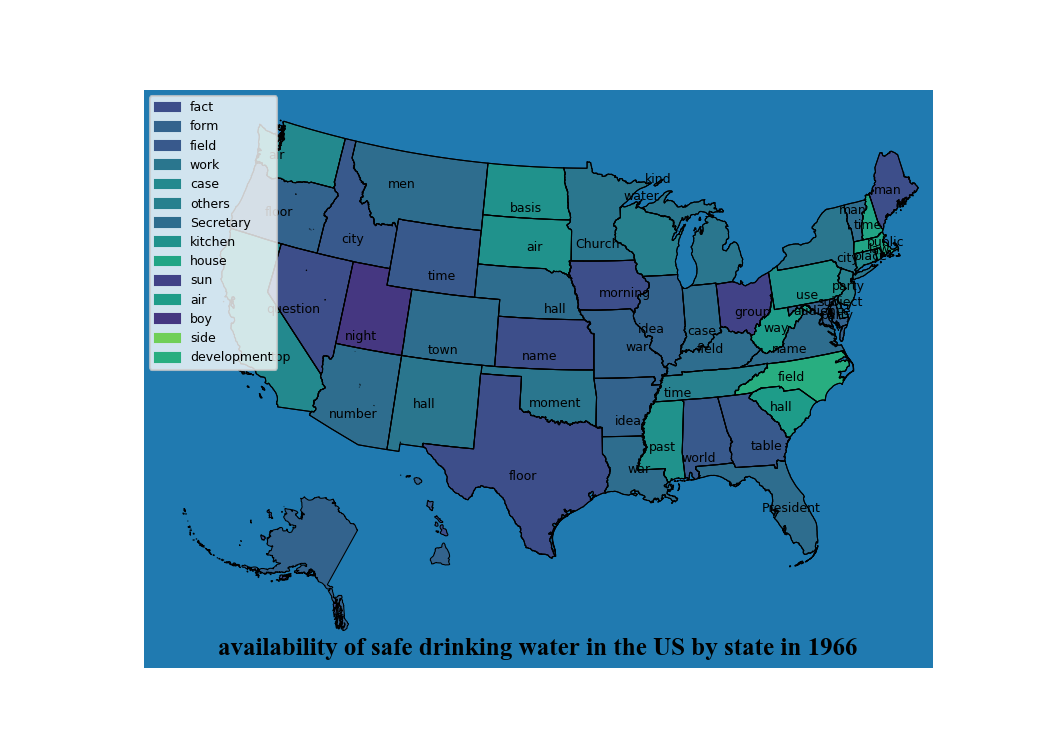 fact
form
field
work
case
others
Secretary
kitchen
house
sun
air
boy
side
development
air
floor
question
men
city
time
night
town
number
hall
basis
air
hall
name
moment
floor
kind
water
Church
morning
idea
war
idea
war
case
field
time
past
world
group
way
name
field
hall
table
President
use
man
man
time
public
city
place
party
subject
availability of safe drinking water in the US by state in 1966